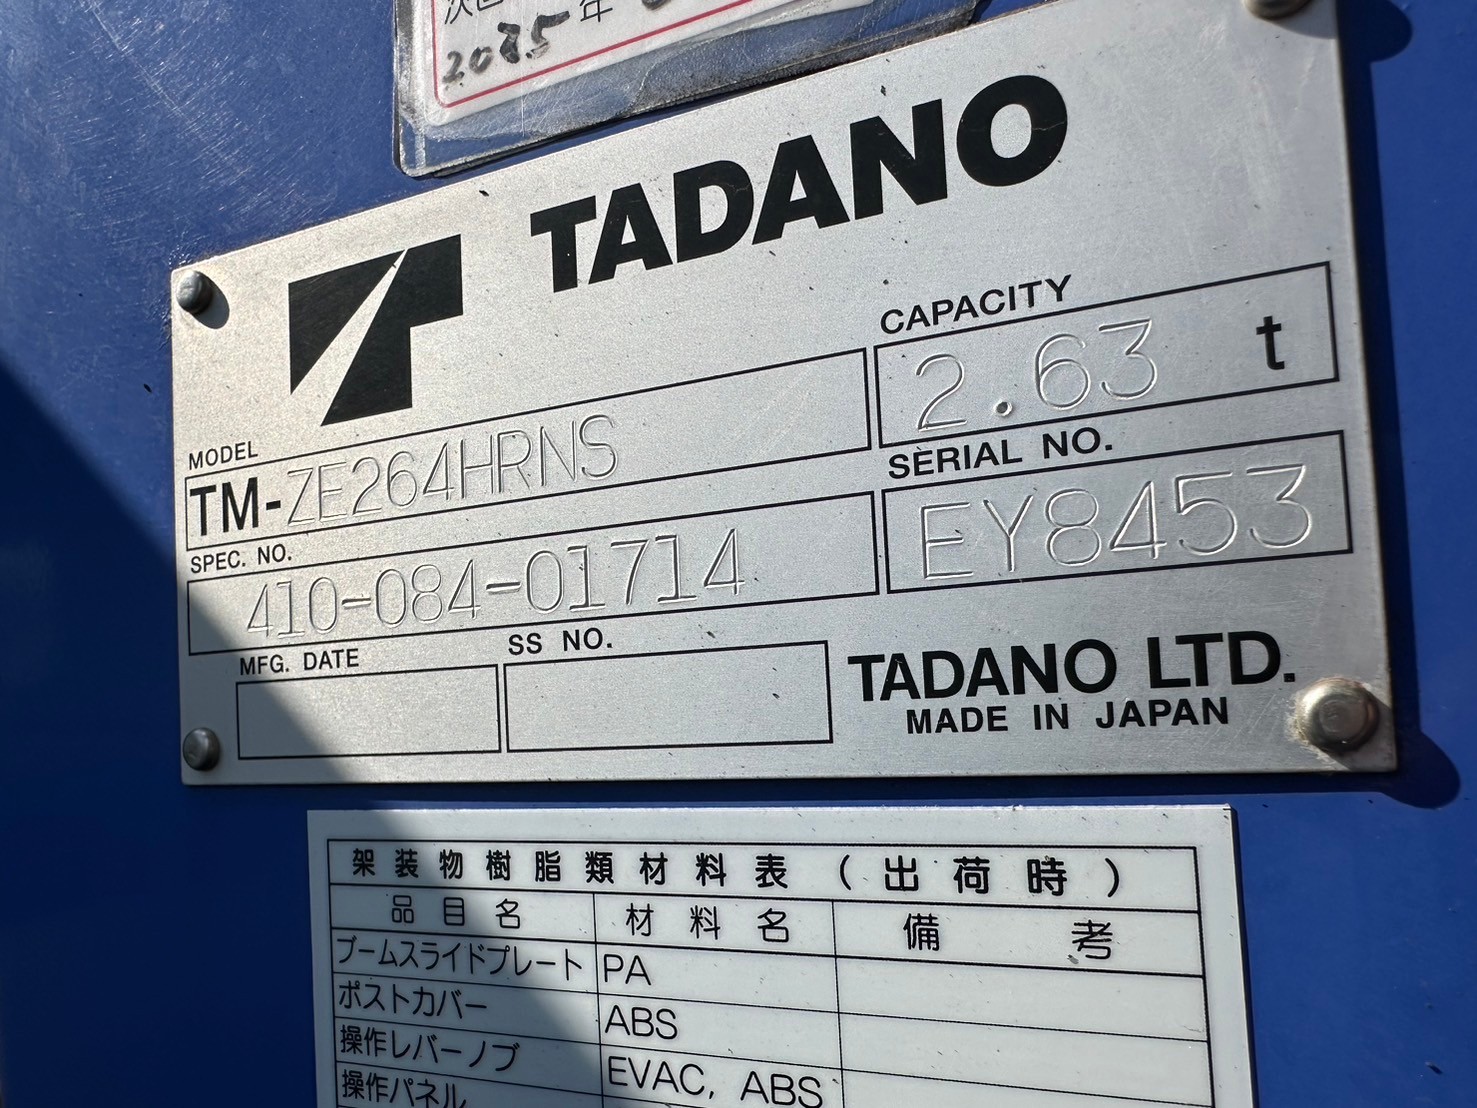 2025年
TADANO
CAPACITY
2.63 t
MODEL
TM-ZE264HRNS
SERIAL NO.
EY8453
SPEC. NO.
410-084-01714
MFG. DATE
SS NO.
TADANO LTD.
MADE IN JAPAN
架装物樹脂類材料表(出荷時)
品目名 材料名 備考
ブームスライドプレート PA
ポストカバー ABS
操作レバーノブ EVAC, ABS
操作パネル